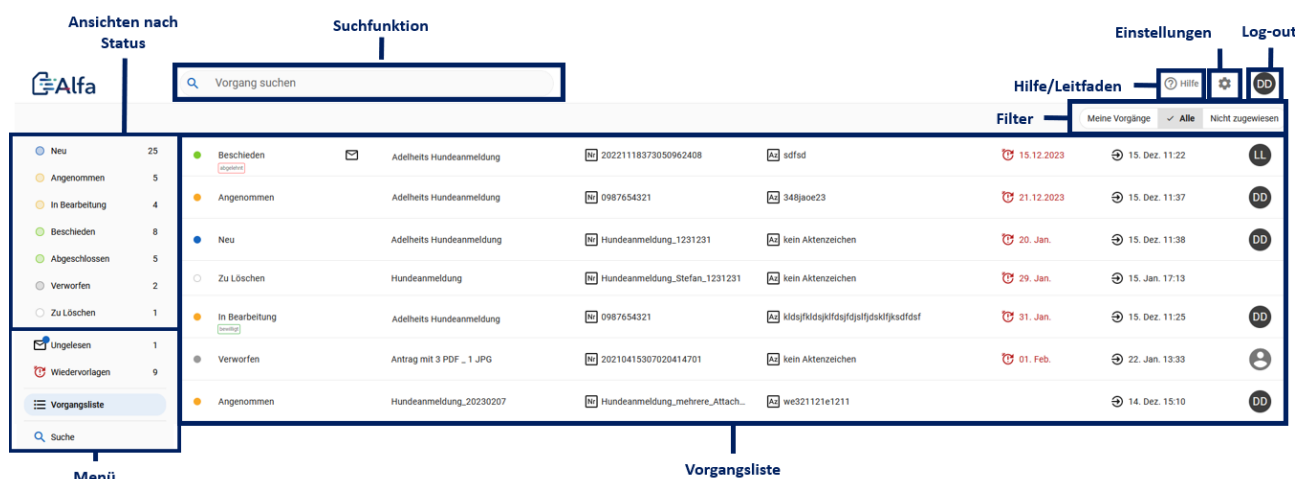 Ansichten nach
Status
Suchfunktion
Einstellungen
Log-out
Alfa
Vorgang suchen
Hilfe/Leitfaden
Hilfe
DD
Filter
Meine Vorgänge Alle Nicht zugewiesen
Neu 25
Angenommen 5
In Bearbeitung 4
Beschieden 8
Abgeschlossen 5
Verworfen 2
Zu Löschen 1
Ungelesen 1
Wiedervorlagen 9
Vorgangsliste
Suche
Menü
Beschieden Adelheits Hundeanmeldung Nr 20221118373050962408 Az sdfsd 15.12.2023 15. Dez. 11:22 LL
abgelehnt
Angenommen Adelheits Hundeanmeldung Nr 0987654321 Az 348jaoe23 21.12.2023 15. Dez. 11:37 DD
Neu Adelheits Hundeanmeldung Nr Hundeanmeldung_1231231 Az kein Aktenzeichen 20. Jan. 15. Dez. 11:38 DD
Zu Löschen Hundeanmeldung Nr Hundeanmeldung_Stefan_1231231 Az kein Aktenzeichen 29. Jan. 15. Jan. 17:13
In Bearbeitung Adelheits Hundeanmeldung Nr 0987654321 Az kldsjfkldsjklfdsjfdjslfjdsklfjksdfdsf 31. Jan. 15. Dez. 11:25 DD
bewilligt
Verworfen Antrag mit 3 PDF _ 1 JPG Nr 20210415307020414701 Az kein Aktenzeichen 01. Feb. 22. Jan. 13:33
Angenommen Hundeanmeldung_20230207 Nr Hundeanmeldung_mehrere_Attach... Az we321121e1211 14. Dez. 15:10 DD
Vorgangsliste